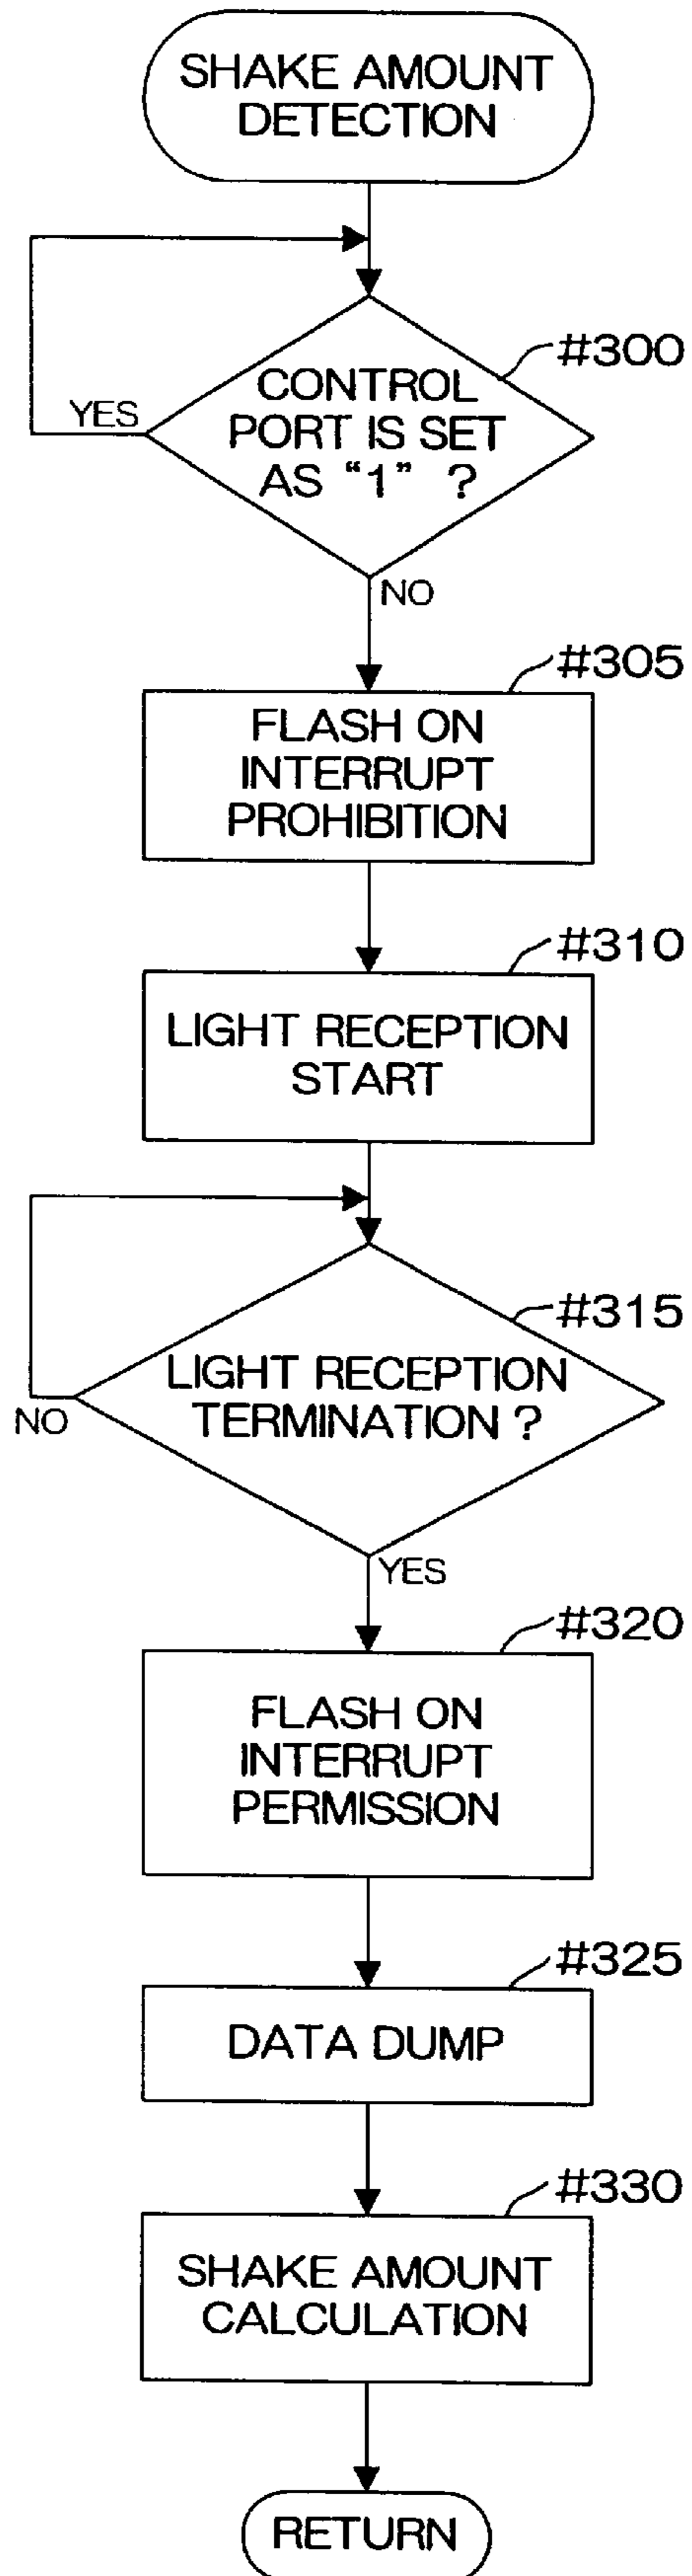 SHAKE AMOUNT
DETECTION
#300
CONTROL
PORT IS SET
AS “1” ?
YES
NO
#305
FLASH ON
INTERRUPT
PROHIBITION
#310
LIGHT RECEPTION
START
#315
LIGHT RECEPTION
TERMINATION ?
NO
YES
#320
FLASH ON
INTERRUPT
PERMISSION
#325
DATA DUMP
#330
SHAKE AMOUNT
CALCULATION
RETURN